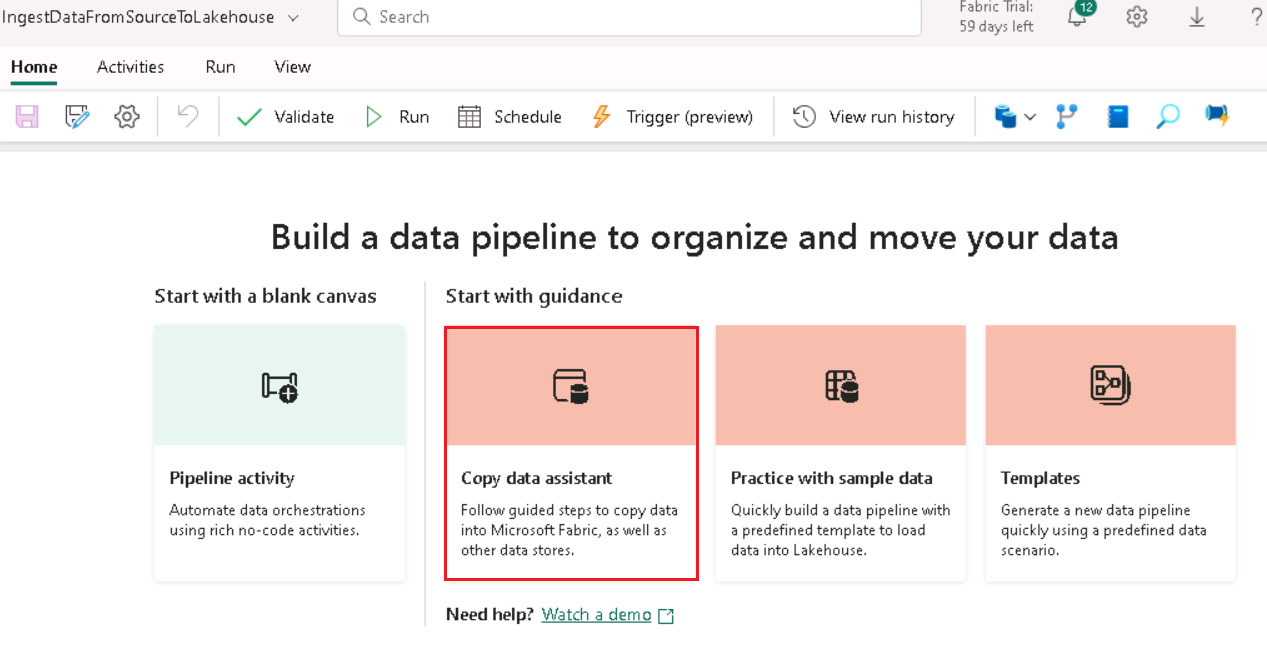 IngestDataFromSourceToLakehouse
Search
Fabric Trial:
59 days left
12
?
Home Activities Run View
Validate Run Schedule Trigger (preview) View run history
Build a data pipeline to organize and move your data
Start with a blank canvas
Start with guidance
Pipeline activity
Automate data orchestrations
using rich no-code activities.
Copy data assistant
Follow guided steps to copy data
into Microsoft Fabric, as well as
other data stores.
Practice with sample data
Quickly build a data pipeline with
a predefined template to load
data into Lakehouse.
Templates
Generate a new data pipeline
quickly using a predefined data
scenario.
Need help? Watch a demo